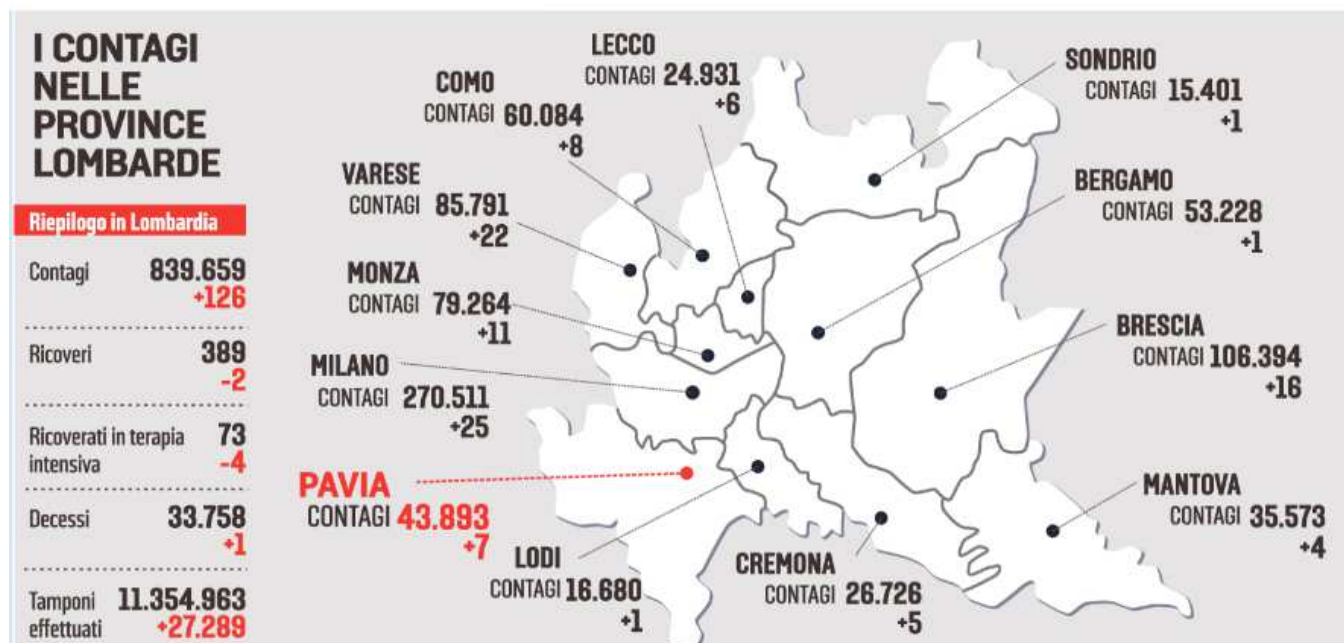 I CONTAGI
NELLE
PROVINCE
LOMBARDE
Riepilogo in Lombardia
Contagi 839.659
+126
Ricoveri 389
-2
Ricoverati in terapia intensiva 73
-4
Decessi 33.758
+1
Tamponi effettuati 11.354.963
+27.289
LECCO
CONTAGI 24.931
+6
SONDRIO
CONTAGI 15.401
+1
COMO
CONTAGI 60.084
+8
VARESE
CONTAGI 85.791
+22
BERGAMO
CONTAGI 53.228
+1
MONZA
CONTAGI 79.264
+11
BRESCIA
CONTAGI 106.394
+16
MILANO
CONTAGI 270.511
+25
PAVIA
CONTAGI 43.893
+7
MANTOVA
CONTAGI 35.573
+4
LODI
CONTAGI 16.680
+1
CREMONA
CONTAGI 26.726
+5